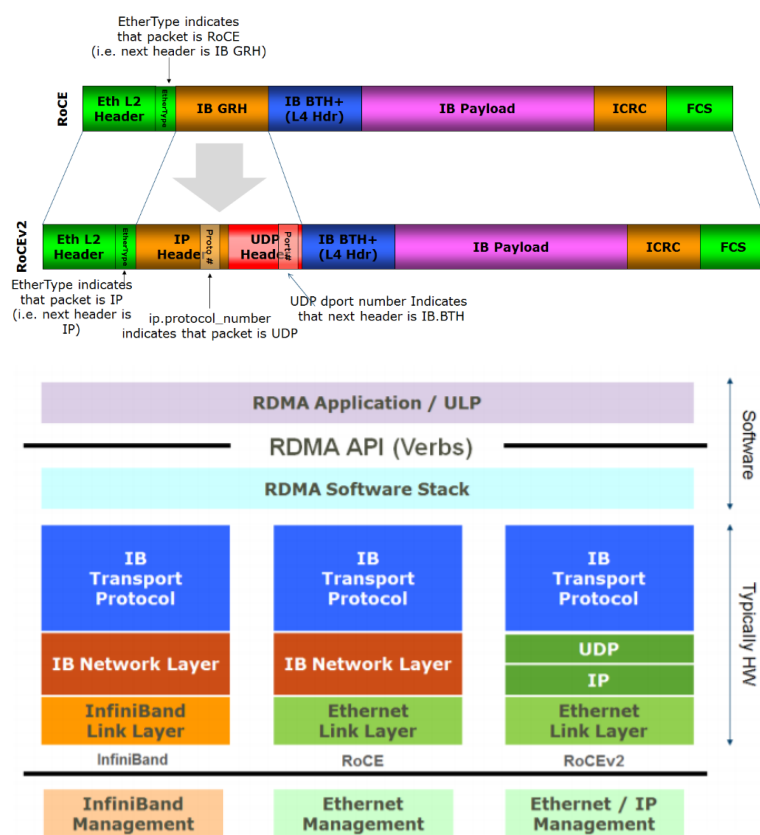 EtherType indicates
that packet is RoCE
(i.e. next header is IB GRH)
RoCE
Eth L2
Header
EtherType
IB GRH
IB BTH+
(L4 Hdr)
IB Payload
ICRC
FCS
RoCEv2
Eth L2
Header
EtherType
IP
Header
Proto #
UDP
Header
Port#
IB BTH+
(L4 Hdr)
IB Payload
ICRC
FCS
EtherType indicates
that packet is IP
(i.e. next header is
IP)
ip.protocol_number
indicates that packet is UDP
UDP dport number Indicates
that next header is IB.BTH
RDMA Application / ULP
RDMA API (Verbs)
RDMA Software Stack
Software
IB
Transport
Protocol
IB
Transport
Protocol
IB
Transport
Protocol
IB Network Layer
IB Network Layer
UDP
IP
InfiniBand
Link Layer
Ethernet
Link Layer
Ethernet
Link Layer
Typically HW
InfiniBand
RoCE
RoCEv2
InfiniBand
Management
Ethernet
Management
Ethernet / IP
Management